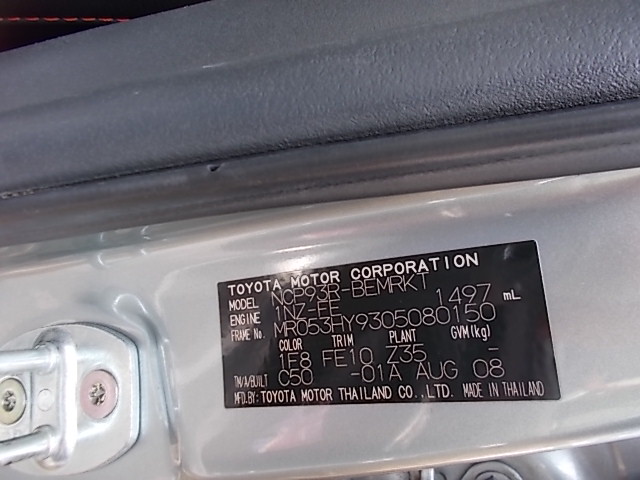 TOYOTA MOTOR CORPORATION
MODEL NCP93R-BEMRKT
ENGINE 1NZ-FE 1497 mL
FRAME No. MR053HY9305080150
COLOR TRIM PLANT GVM(kg)
1F8 FE10 Z35 -
TM/A/BUILT C50 -01A AUG 08
MFD.BY:TOYOTA MOTOR THAILAND CO.,LTD. MADE IN THAILAND